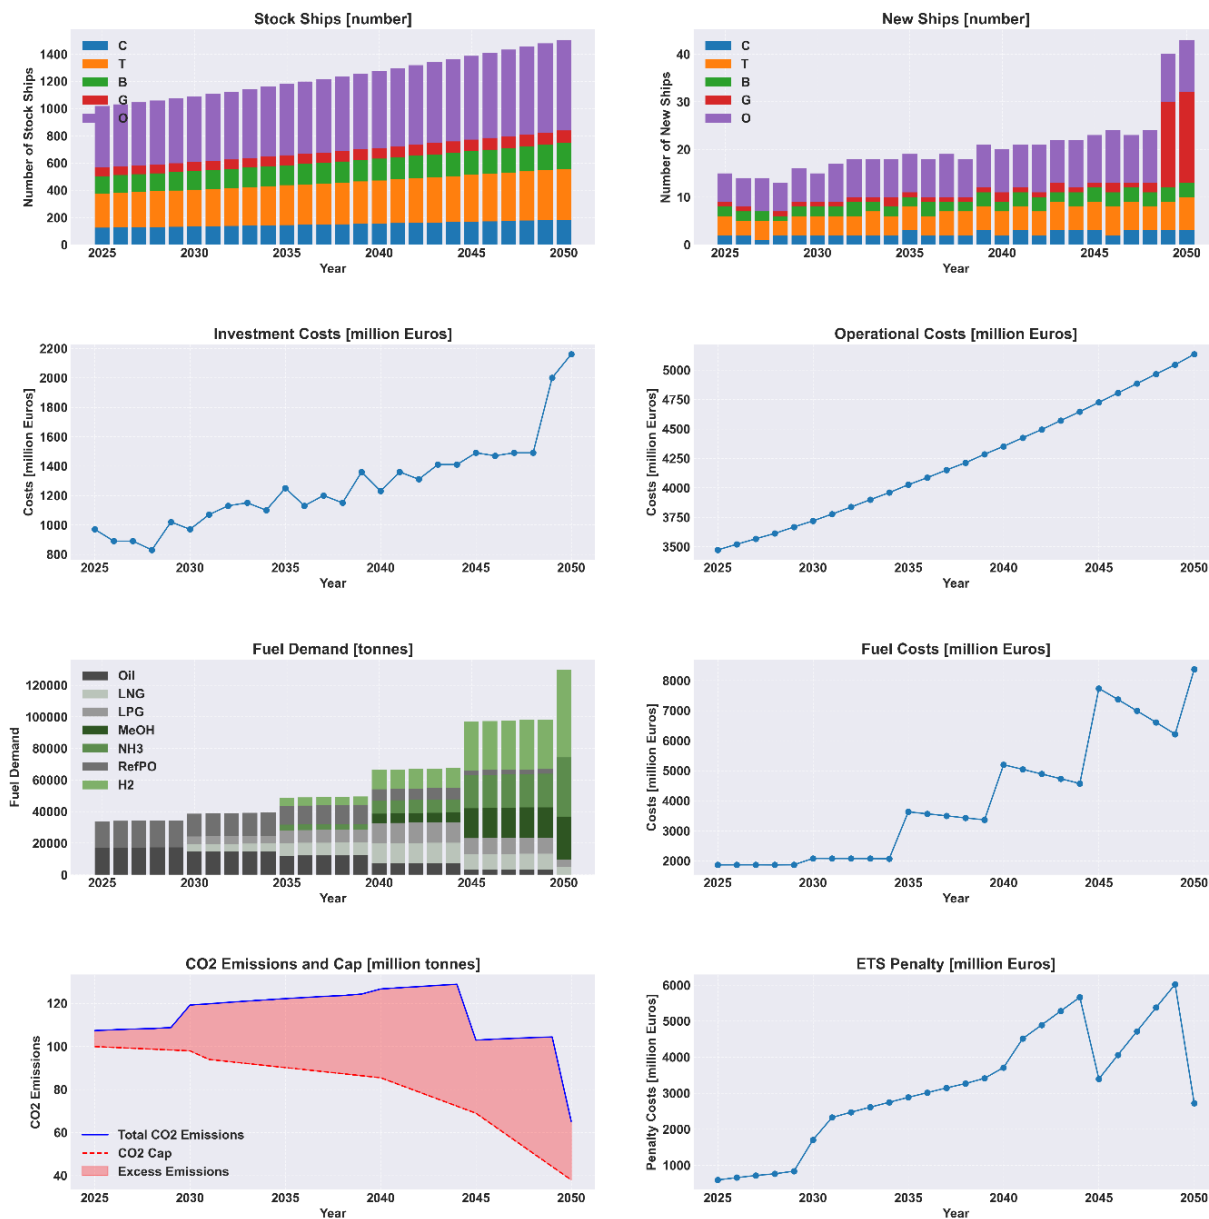 Stock Ships [number]
Number of Stock Ships
1400
1200
1000
800
600
400
200
0
C
T
B
G
O
2025
2030
2035
2040
2045
2050
Year
New Ships [number]
Number of New Ships
40
30
20
10
0
C
T
B
G
O
2025
2030
2035
2040
2045
2050
Year
Investment Costs [million Euros]
Costs [million Euros]
2200
2000
1800
1600
1400
1200
1000
800
2025
2030
2035
2040
2045
2050
Year
Operational Costs [million Euros]
Costs [million Euros]
5000
4750
4500
4250
4000
3750
3500
2025
2030
2035
2040
2045
2050
Year
Fuel Demand [tonnes]
Fuel Demand
120000
100000
80000
60000
40000
20000
0
Oil
LNG
LPG
MeOH
NH3
RefPO
H2
2025
2030
2035
2040
2045
2050
Year
Fuel Costs [million Euros]
Costs [million Euros]
8000
7000
6000
5000
4000
3000
2000
2025
2030
2035
2040
2045
2050
Year
CO2 Emissions and Cap [million tonnes]
CO2 Emissions
120
100
80
60
40
Total CO2 Emissions
CO2 Cap
Excess Emissions
2025
2030
2035
2040
2045
2050
Year
ETS Penalty [million Euros]
Penalty Costs [million Euros]
6000
5000
4000
3000
2000
1000
2025
2030
2035
2040
2045
2050
Year